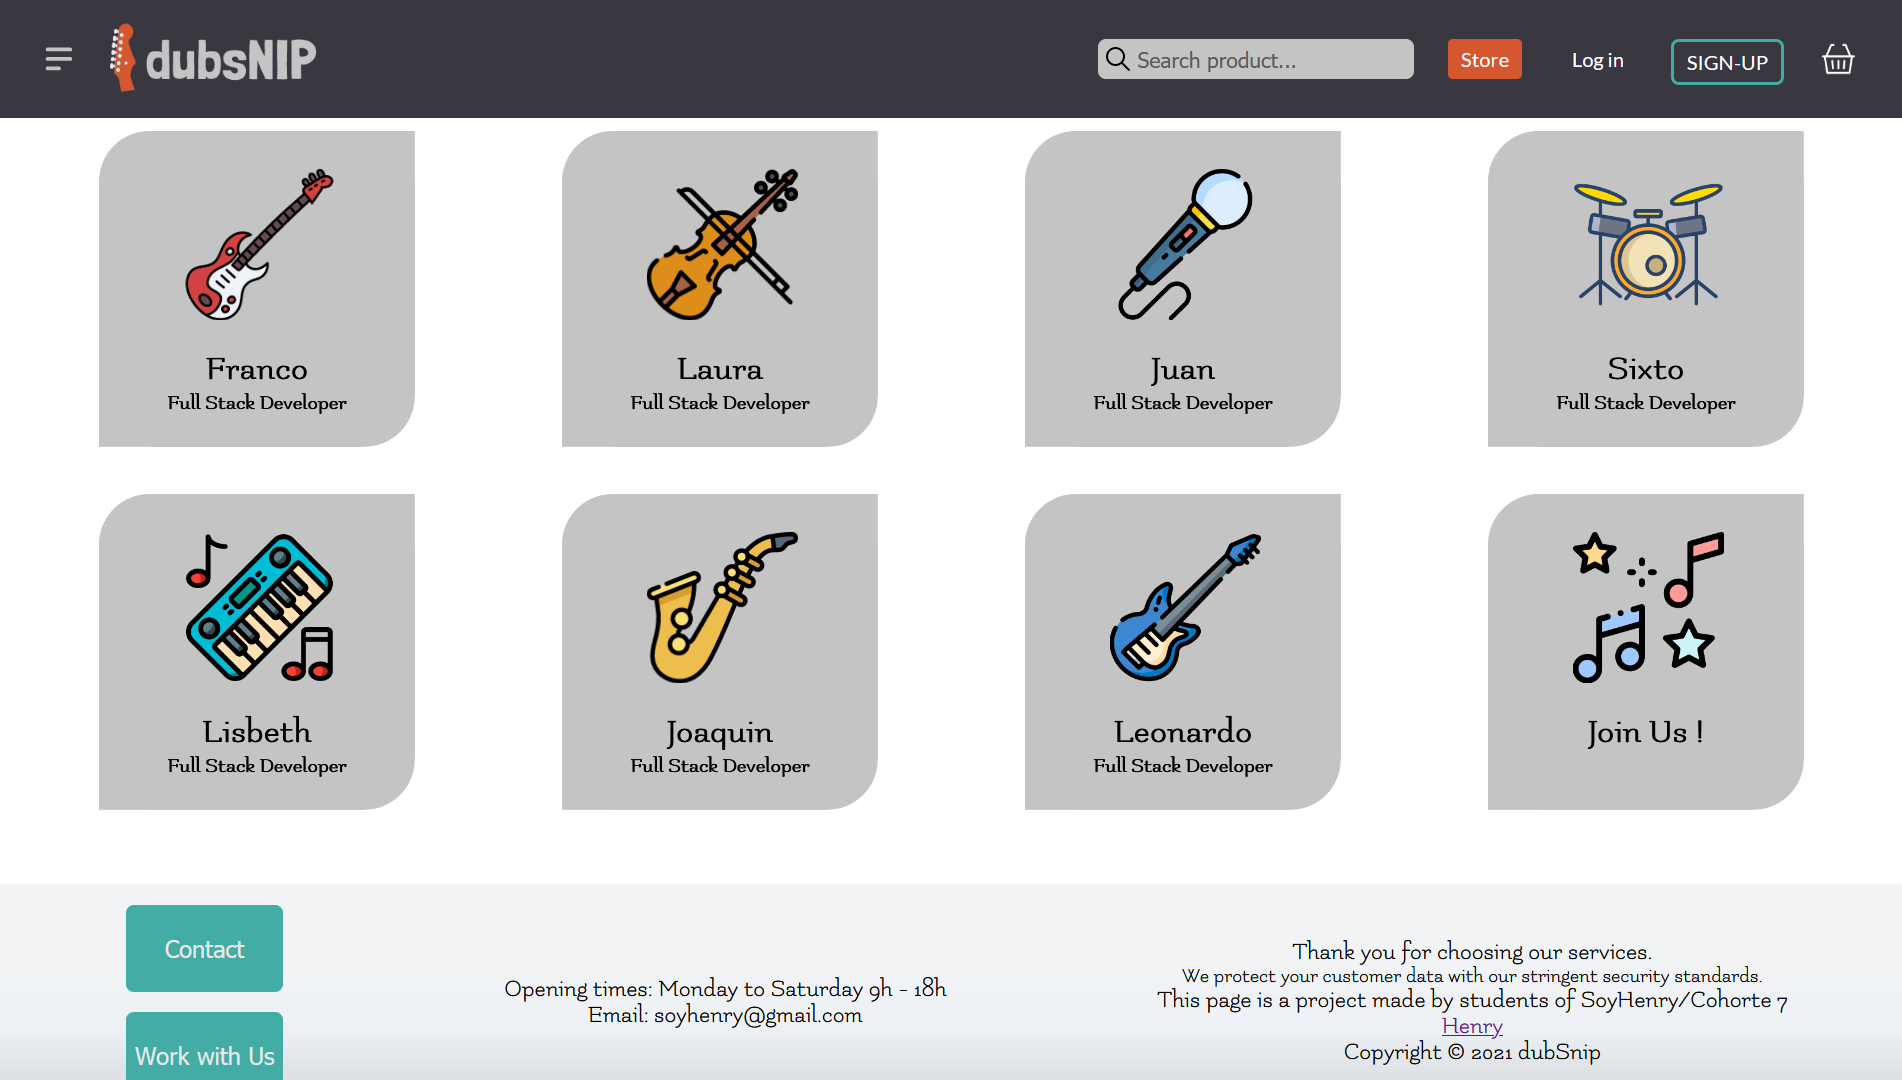 dubsNIP
Search product...
Store
Log in
SIGN-UP
Franco
Full Stack Developer
Laura
Full Stack Developer
Juan
Full Stack Developer
Sixto
Full Stack Developer
Lisbeth
Full Stack Developer
Joaquin
Full Stack Developer
Leonardo
Full Stack Developer
Join Us !
Contact
Work with Us
Opening times: Monday to Saturday 9h - 18h
Email: soyhenry@gmail.com
Thank you for choosing our services.
We protect your customer data with our stringent security standards.
This page is a project made by students of SoyHenry/Cohorte 7
Henry
Copyright © 2021 dubSnip